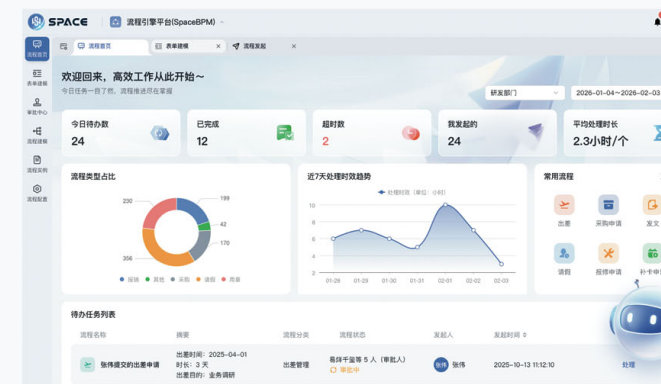 SPACE
流程引擎平台(SpaceBPM)
流程首页
表单建模
流程发起
流程首页
表单建模
审批中心
流程建模
流程实例
流程配置
欢迎回来，高效工作从此开始～
今日任务一目了然，流程推进尽在掌握
研发部门
2026-01-04～2026-02-03
今日待办数
24
已完成
12
超时数
2
我发起的
24
平均处理时长
2.3小时/个
流程类型占比
230
199
42
170
356
报销 其他 采购 请假 用章
近7天处理时效趋势
处理时效（单位：小时）
10
8
6
4
2
01-28 01-29 01-30 01-31 02-01 02-02 02-03
常用流程
出差 采购申请 发文
请假 报修申请 补卡申
待办任务列表
流程名称 摘要 流程分类 流程状态 发起人 发起时间
张伟提交的出差申请
出差时间：2025-04-01
时长：3 天
出差目的：业务调研
出差管理
易烊千玺等 5 人（审批人）
审批中
张伟 张伟
2025-10-13 11:12:10
处理